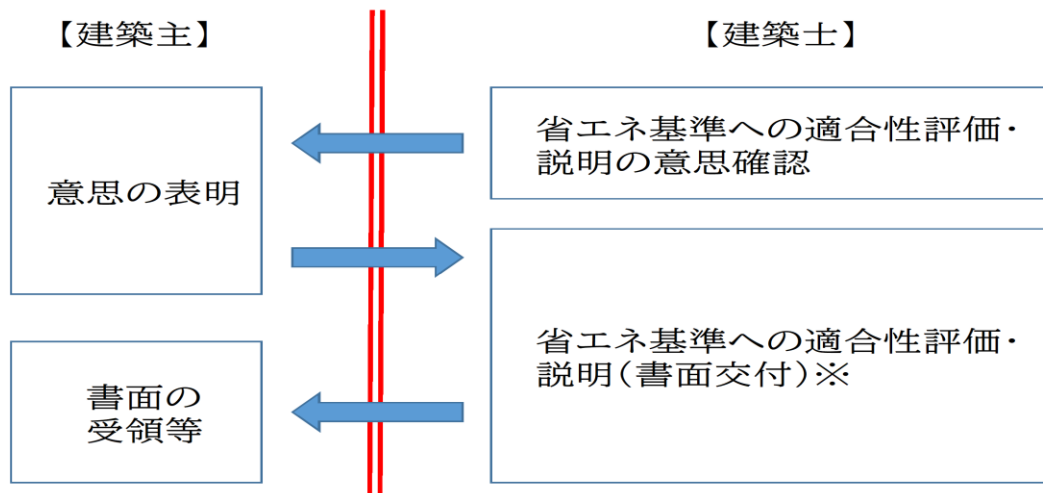 【建築主】
【建築士】
省エネ基準への適合性評価・
説明の意思確認
意思の表明
省エネ基準への適合性評価・
説明(書面交付)※
書面の
受領等